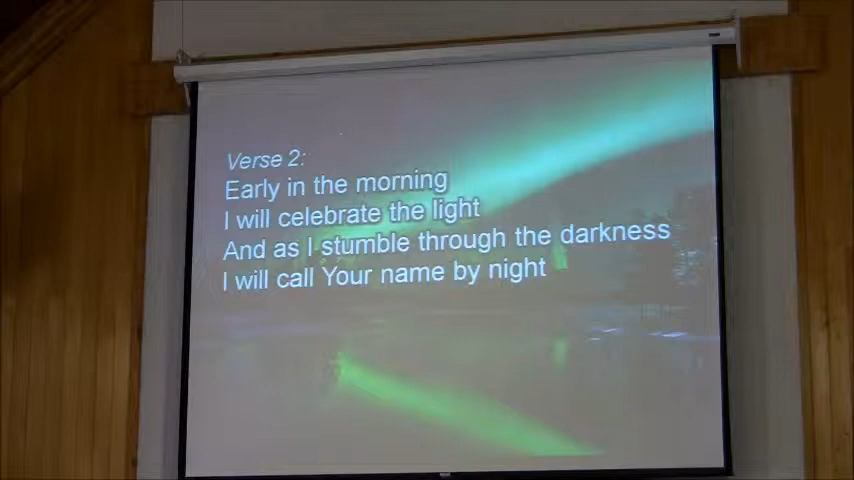 Verse 2:
Early in the morning
I will celebrate the light
And as I stumble through the darkness
I will call Your name by night